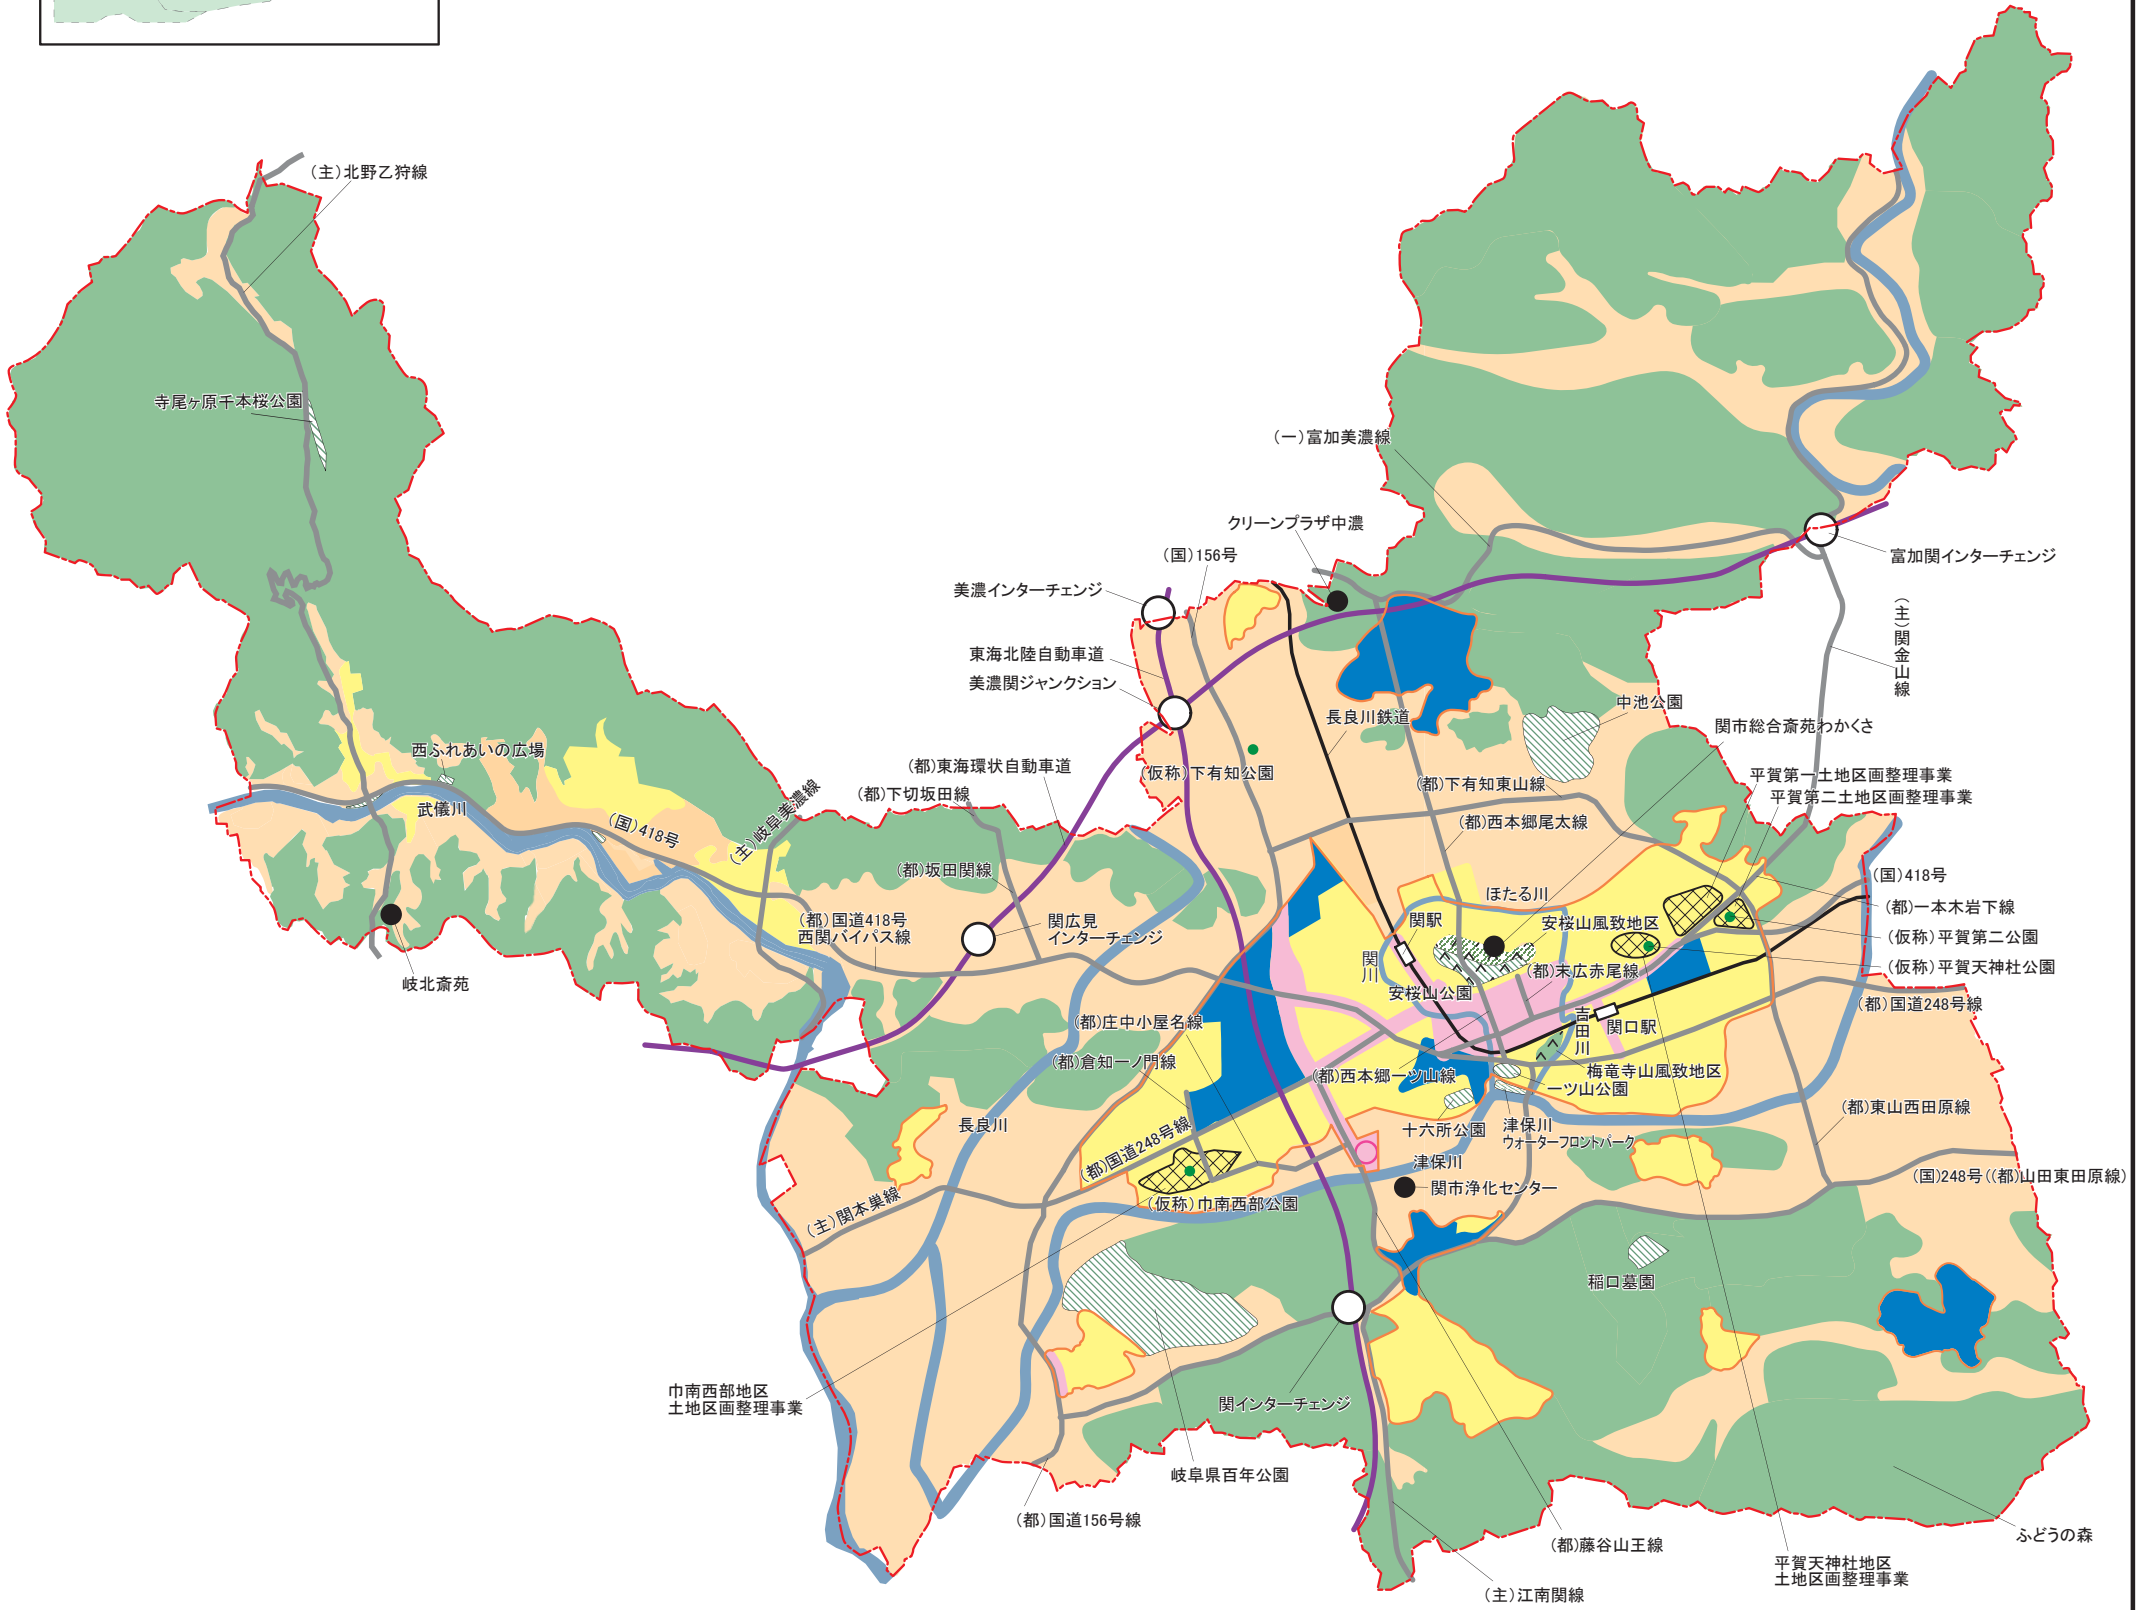 (主)北野乙狩線
寺尾ヶ原千本桜公園
(一)富加美濃線
クリーンプラザ中濃
(国)156号
富加関インターチェンジ
美濃インターチェンジ
(主)関金山線
東海北陸自動車道
美濃関ジャンクション
中池公園
長良川鉄道
関市総合斎苑わかくさ
西ふれあいの広場
(都)東海環状自動車道
(仮称)下有知公園
平賀第一土地区画整理事業
(都)下切坂田線
(都)下有知東山線
平賀第二土地区画整理事業
武儀川
(国)418号
(主)岐阜美濃線
(都)西本郷尾太線
(都)坂田関線
(国)418号
ほたる川
(都)一本木岩下線
(都)国道418号
西関バイパス線
関広見
インターチェンジ
関駅
安桜山風致地区
(仮称)平賀第二公園
関川
(都)末広赤尾線
(仮称)平賀天神社公園
岐北斎苑
安桜山公園
(都)国道248号線
(都)庄中小屋名線
吉田川
関口駅
(都)倉知一ノ門線
(都)西本郷一ツ山線
梅竜寺山風致地区
一ツ山公園
長良川
(都)東山西田原線
十六所公園
津保川
ウォーターフロントパーク
(都)国道248号線
津保川
(国)248号((都)山田東田原線)
関市浄化センター
(主)関本巣線
(仮称)巾南西部公園
稲口墓園
巾南西部地区
土地区画整理事業
関インターチェンジ
岐阜県百年公園
(都)国道156号線
ふどうの森
(都)藤谷山王線
平賀天神社地区
土地区画整理事業
(主)江南関線